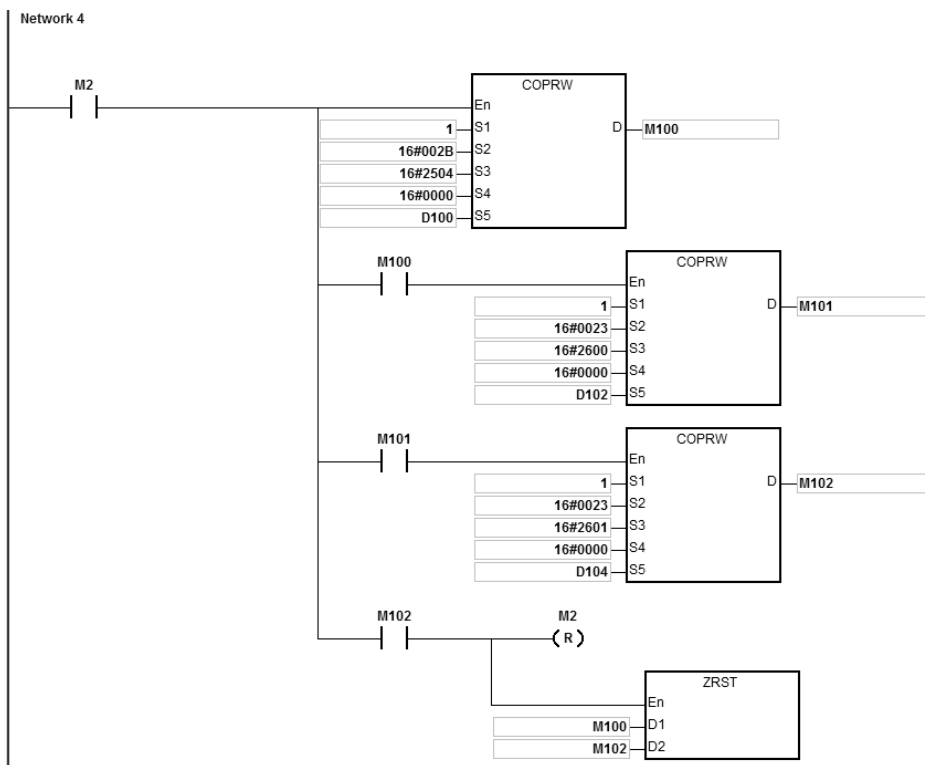 Network 4
M2
COPRW
En
1 S1 D M100
16#002B S2
16#2504 S3
16#0000 S4
D100 S5
M100
COPRW
En
1 S1 D M101
16#0023 S2
16#2600 S3
16#0000 S4
D102 S5
M101
COPRW
En
1 S1 D M102
16#0023 S2
16#2601 S3
16#0000 S4
D104 S5
M102 M2
R
ZRST
En
M100 D1
M102 D2